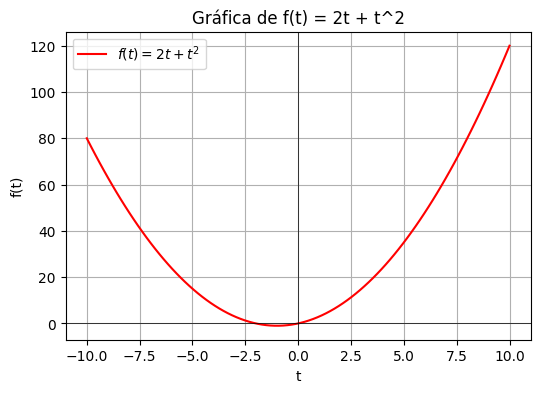 Gráfica de f(t) = 2t + t^2
f(t) = 2t + t²
120
100
80
60
40
20
0
f(t)
−10.0 −7.5 −5.0 −2.5 0.0 2.5 5.0 7.5 10.0
t